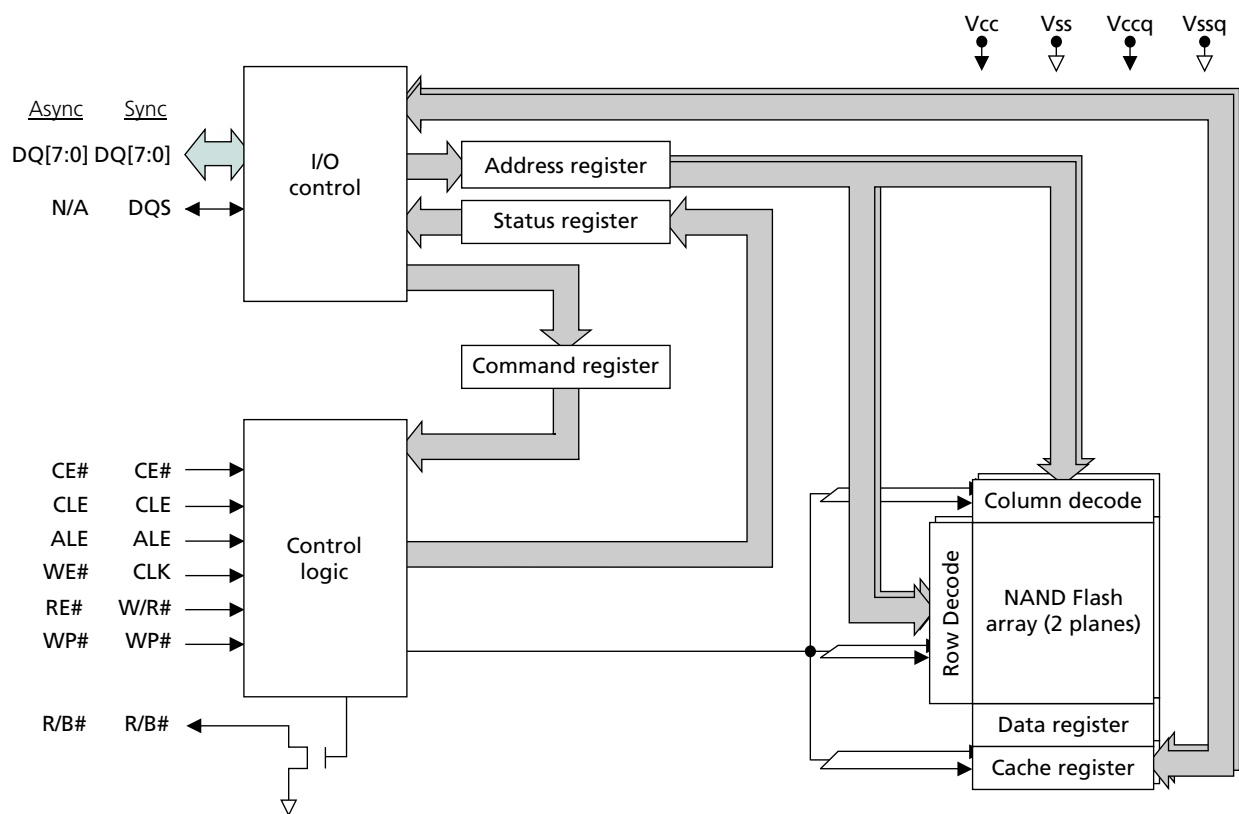 Vcc Vss Vccq Vssq
Async Sync
DQ[7:0] DQ[7:0]
N/A DQS
I/O
control
Address register
Status register
Command register
CE# CE#
CLE CLE
ALE ALE
WE# CLK
RE# W/R#
WP# WP#
R/B# R/B#
Control
logic
Column decode
Row Decode
NAND Flash
array (2 planes)
Data register
Cache register